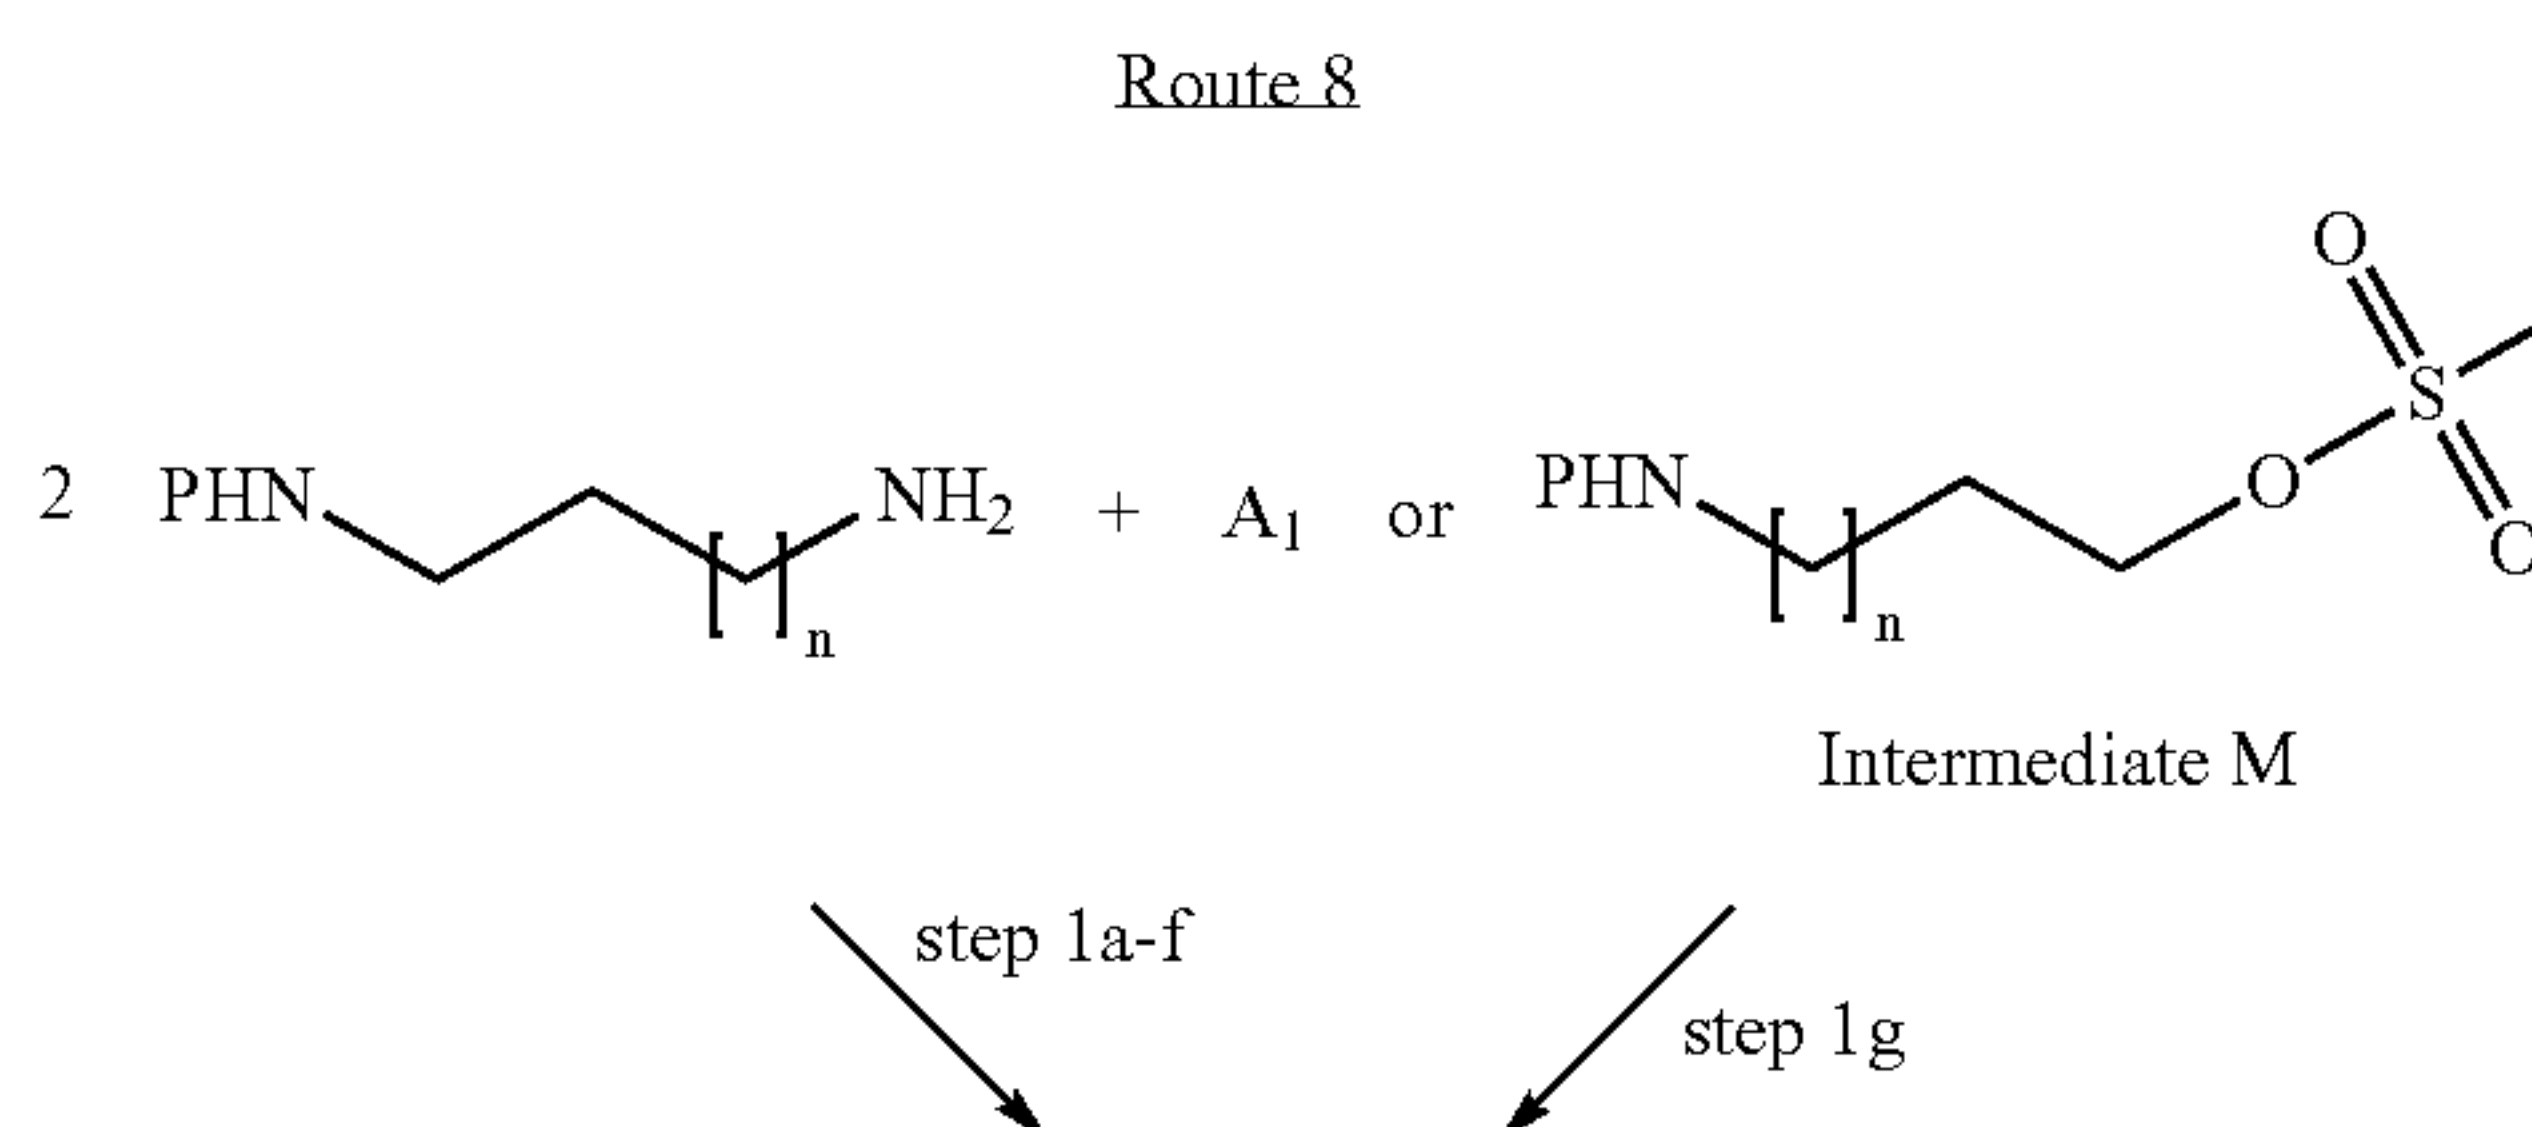 Route 8
O
S
2 PHN NH2 + A1 or PHN O
O
n n
Intermediate M
step 1a-f
step 1g